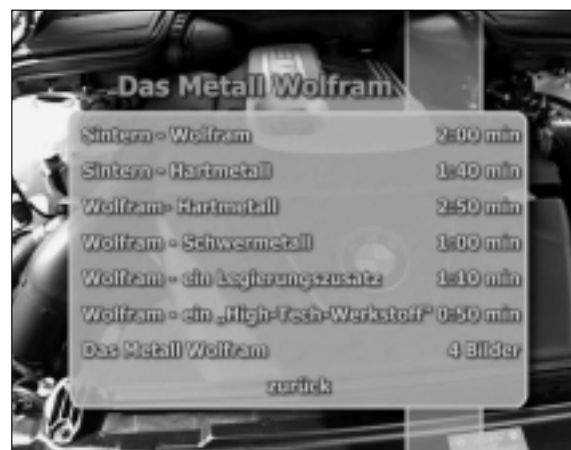 Das Metall Wolfram
Sintern - Wolfram 2:00 min
Sintern - Hartmetall 1:40 min
Wolfram- Hartmetall 2:50 min
Wolfram - Schwermetall 1:00 min
Wolfram - ein Legierungszusatz 1:10 min
Wolfram - ein „High-Tech-Werkstoff" 0:50 min
Das Metall Wolfram 4 Bilder
zurück